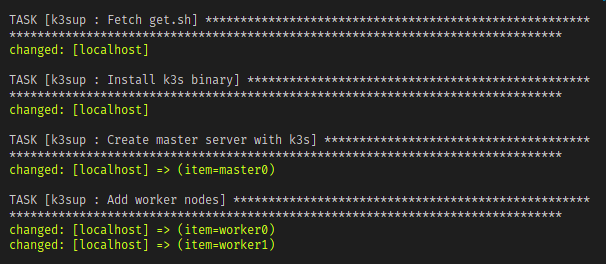 TASK [k3sup : Fetch get.sh] *******************************************************
*******************************************************************************
changed: [localhost]
TASK [k3sup : Install k3s binary] *************************************************
*******************************************************************************
changed: [localhost]
TASK [k3sup : Create master server with k3s] **************************************
*******************************************************************************
changed: [localhost] => (item=master0)
TASK [k3sup : Add worker nodes] ***************************************************
*******************************************************************************
changed: [localhost] => (item=worker0)
changed: [localhost] => (item=worker1)